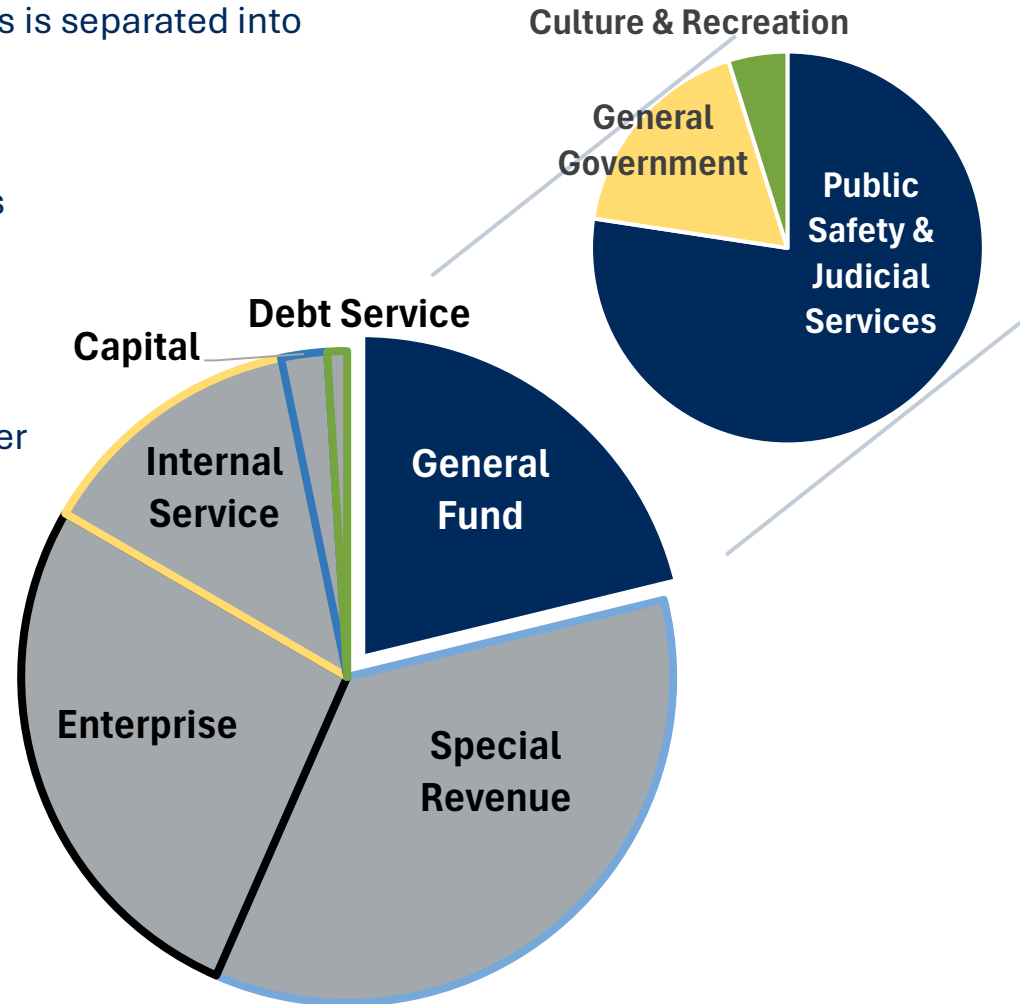 s is separated into
Culture & Recreation
General
Government
Public
Safety &
Judicial
Services
s
Debt Service
Capital
er
Internal
Service
General
Fund
Enterprise
Special
Revenue